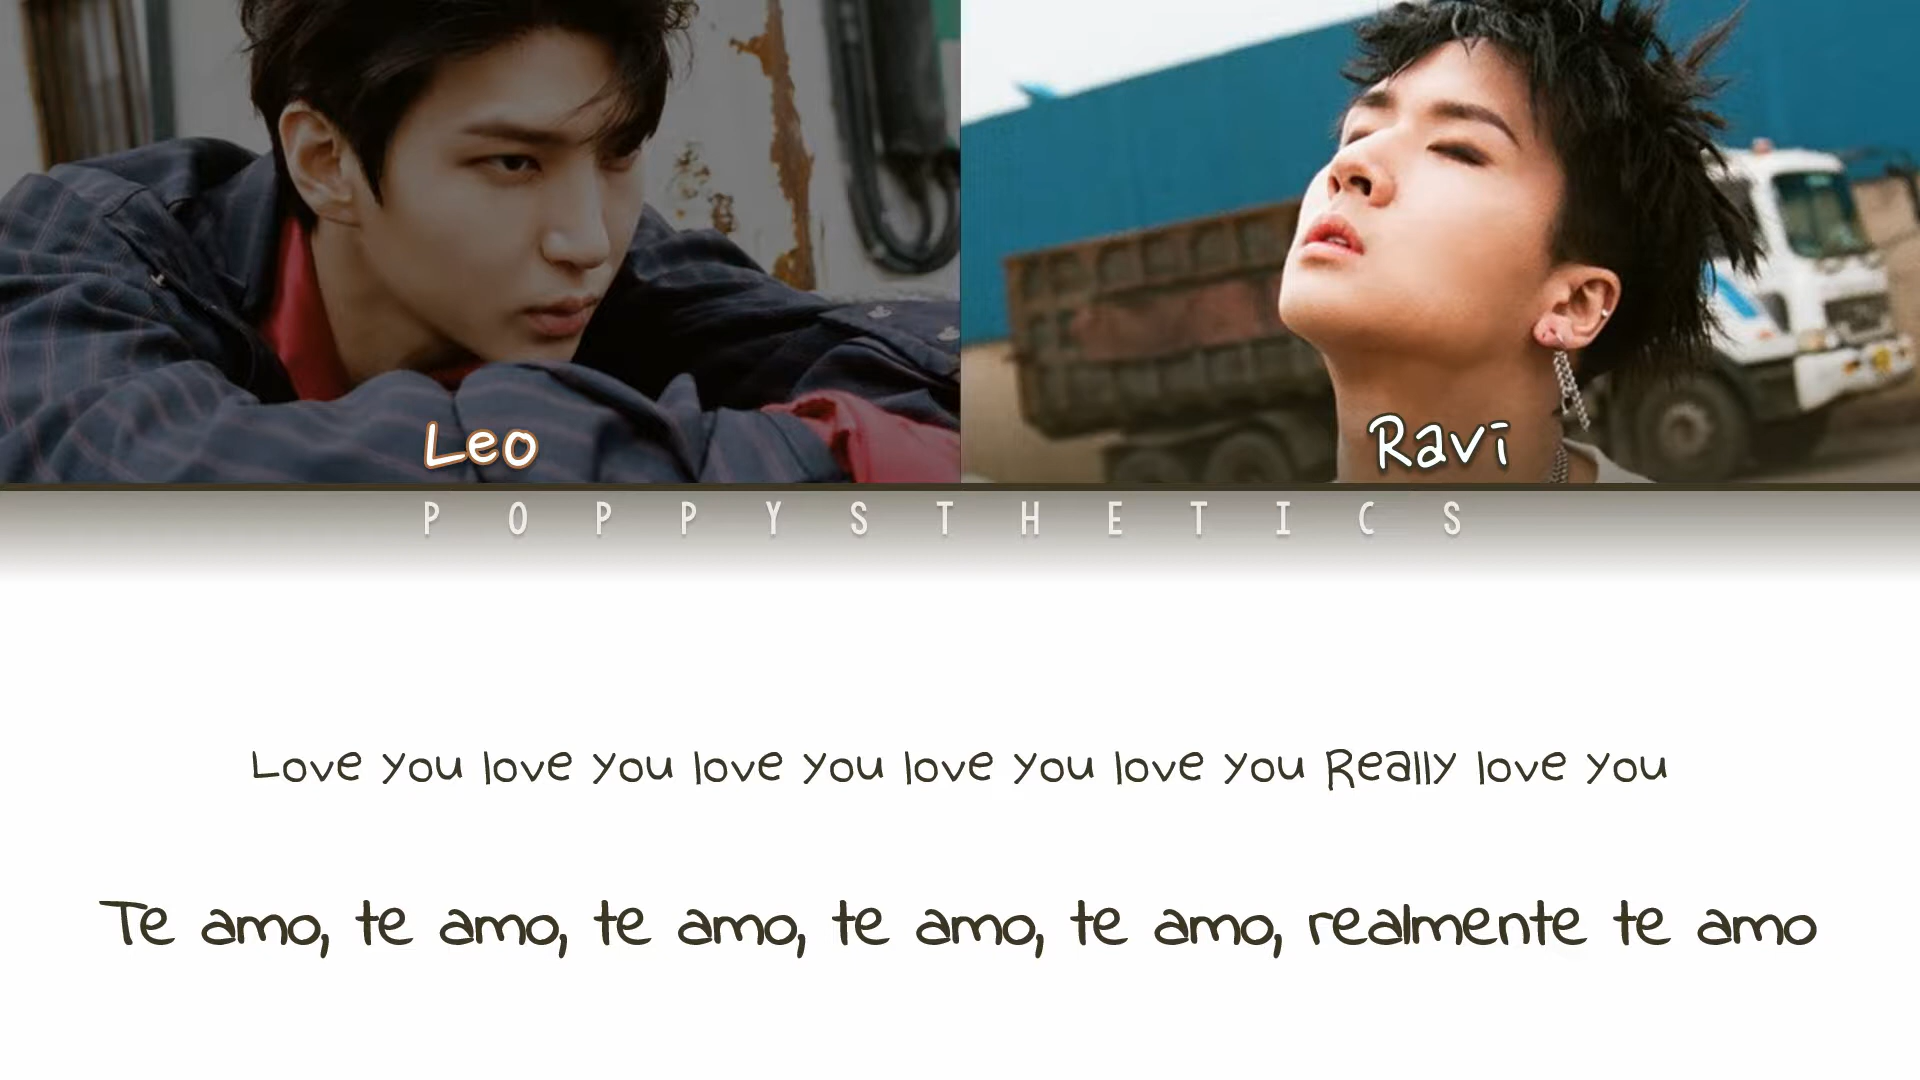 Leo
Ravi
POPPYSTHETICS
Love you love you love you love you love you Really love you
Te amo, te amo, te amo, te amo, te amo, realmente te amo